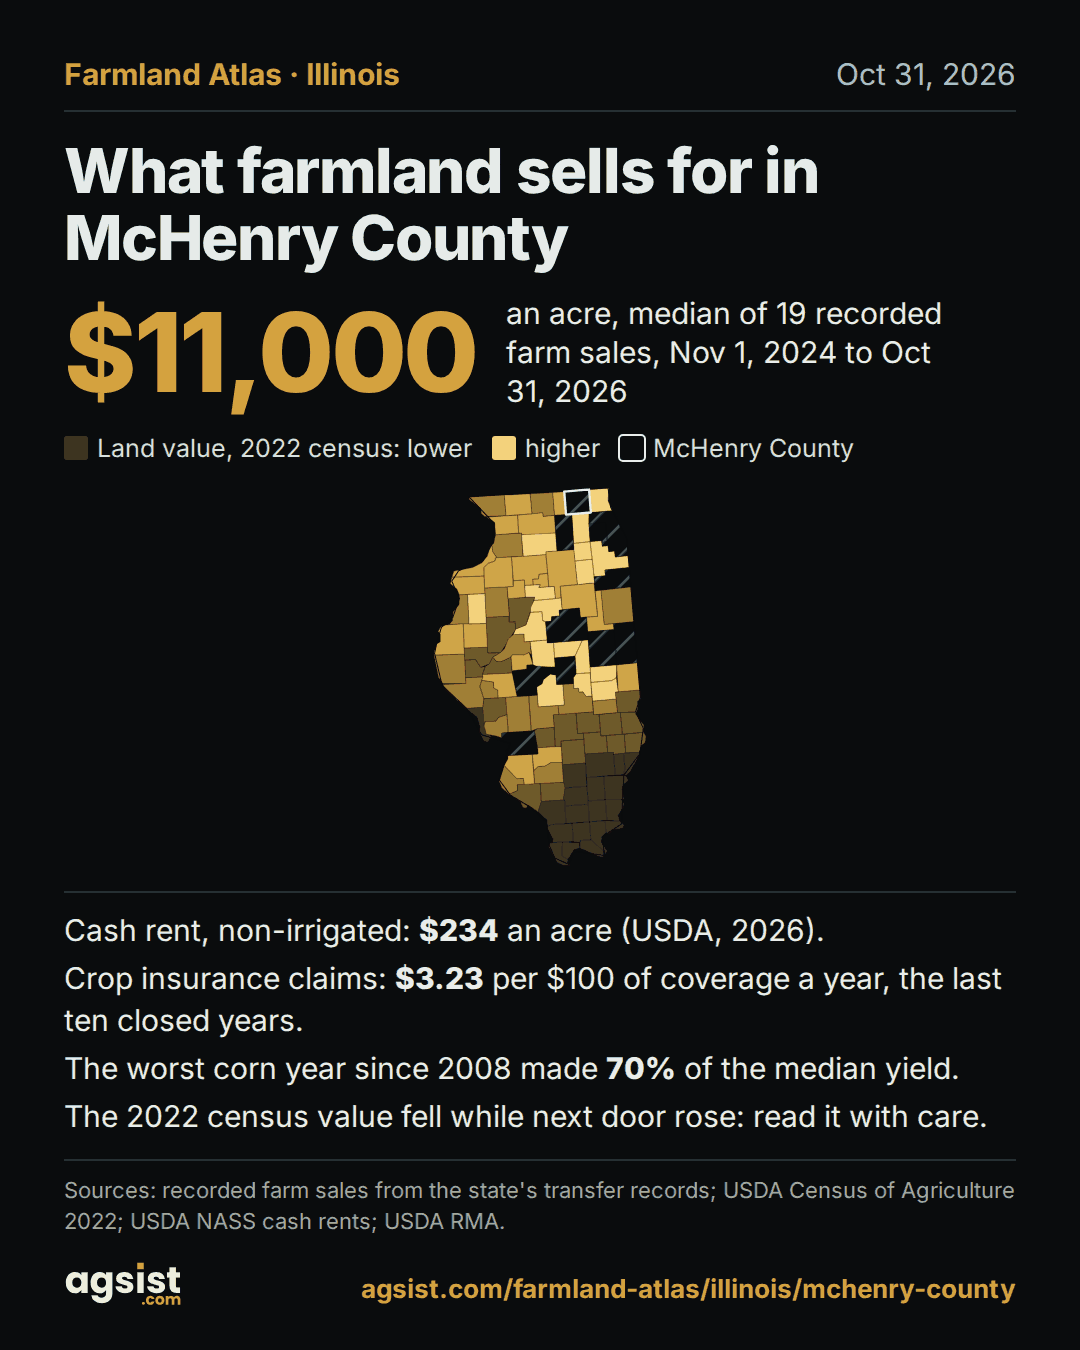 Farmland Atlas · Illinois
Oct 31, 2026
What farmland sells for in
McHenry County
$11,000
an acre, median of 19 recorded
farm sales, Nov 1, 2024 to Oct
31, 2026
Land value, 2022 census: lower
higher
McHenry County
Cash rent, non-irrigated: $234 an acre (USDA, 2026).
Crop insurance claims: $3.23 per $100 of coverage a year, the last
ten closed years.
The worst corn year since 2008 made 70% of the median yield.
The 2022 census value fell while next door rose: read it with care.
Sources: recorded farm sales from the state's transfer records; USDA Census of Agriculture
2022; USDA NASS cash rents; USDA RMA.
agsist
.com
agsist.com/farmland-atlas/illinois/mchenry-county